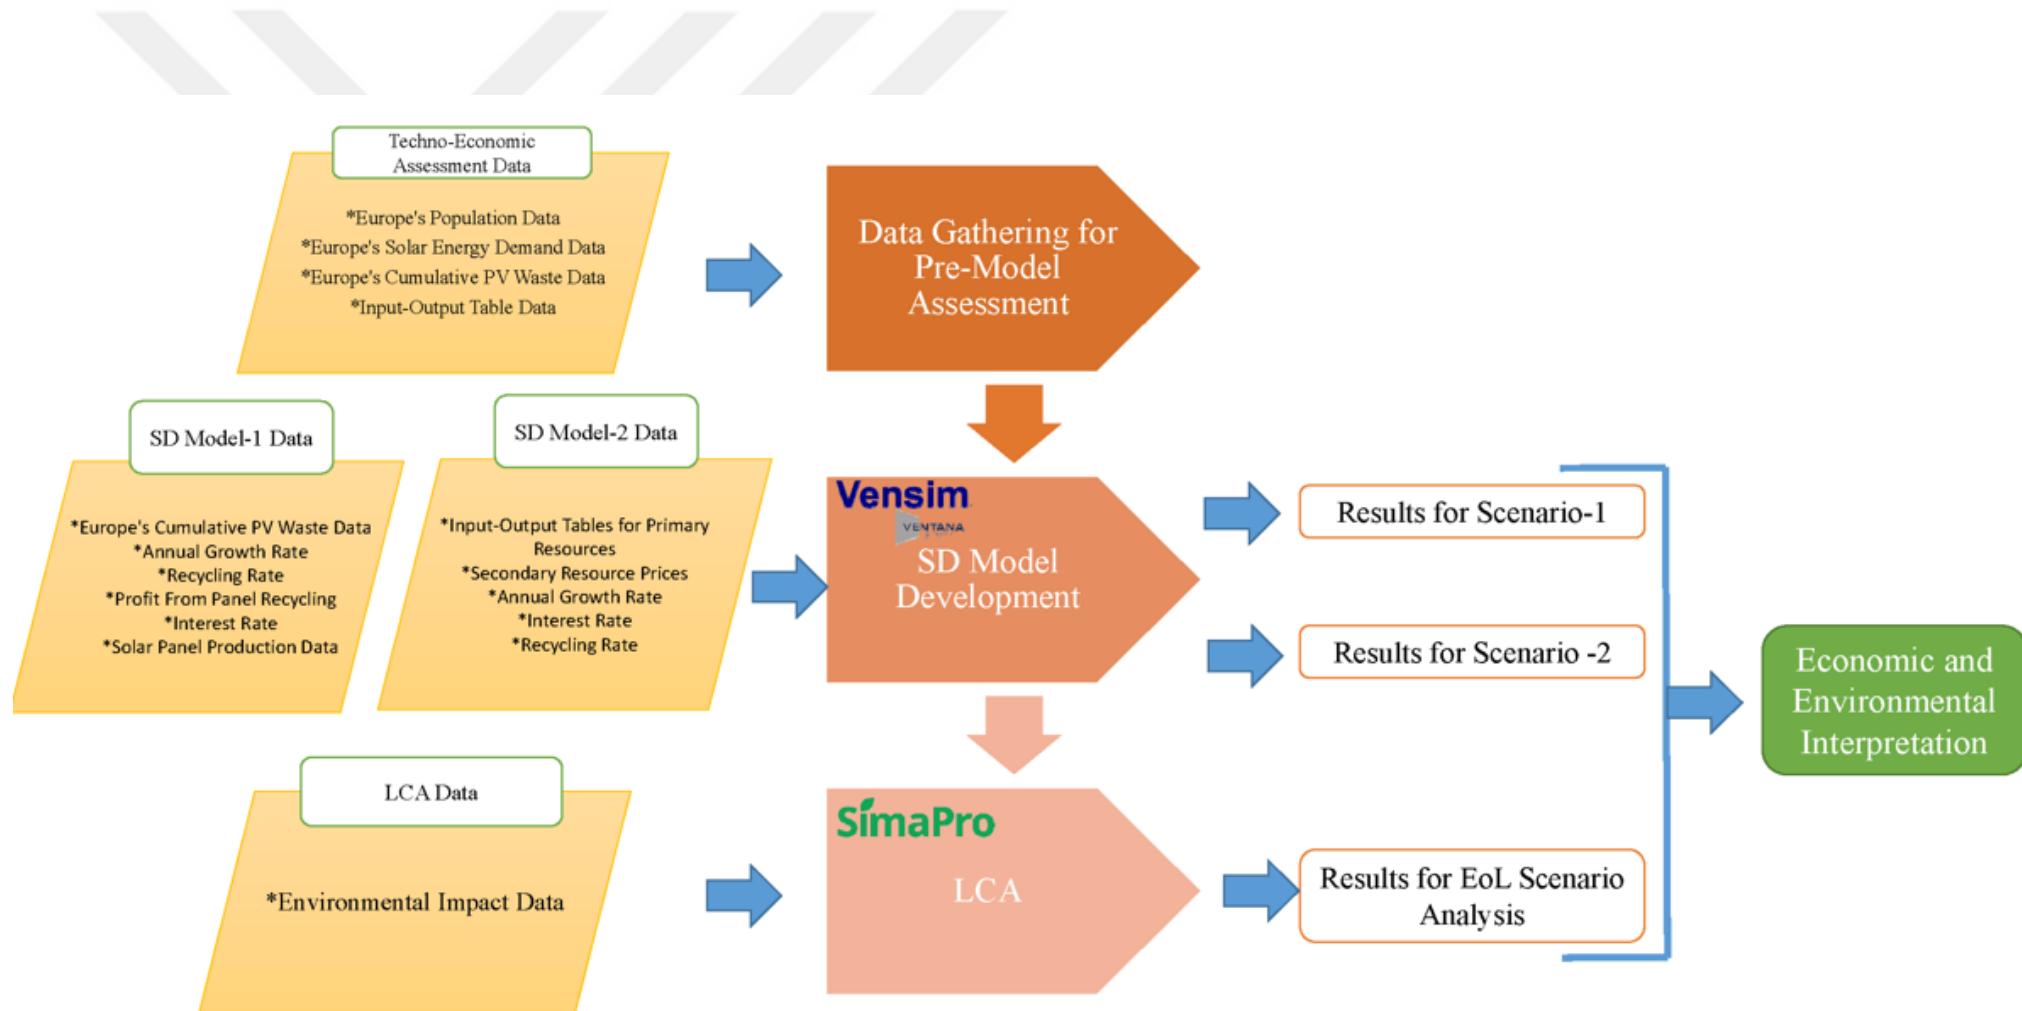 Techno-Economic
Assessment Data
*Europe's Population Data
*Europe's Solar Energy Demand Data
*Europe's Cumulative PV Waste Data
*Input-Output Table Data
Data Gathering for
Pre-Model
Assessment
SD Model-1 Data
*Europe's Cumulative PV Waste Data
*Annual Growth Rate
*Recycling Rate
*Profit From Panel Recycling
*Interest Rate
*Solar Panel Production Data
SD Model-2 Data
*Input-Output Tables for Primary
Resources
*Secondary Resource Prices
*Annual Growth Rate
*Interest Rate
*Recycling Rate
Vensim
VENTANA
SD Model
Development
Results for Scenario-1
Results for Scenario -2
Economic and
Environmental
Interpretation
LCA Data
*Environmental Impact Data
SimaPro
LCA
Results for EoL Scenario
Analysis